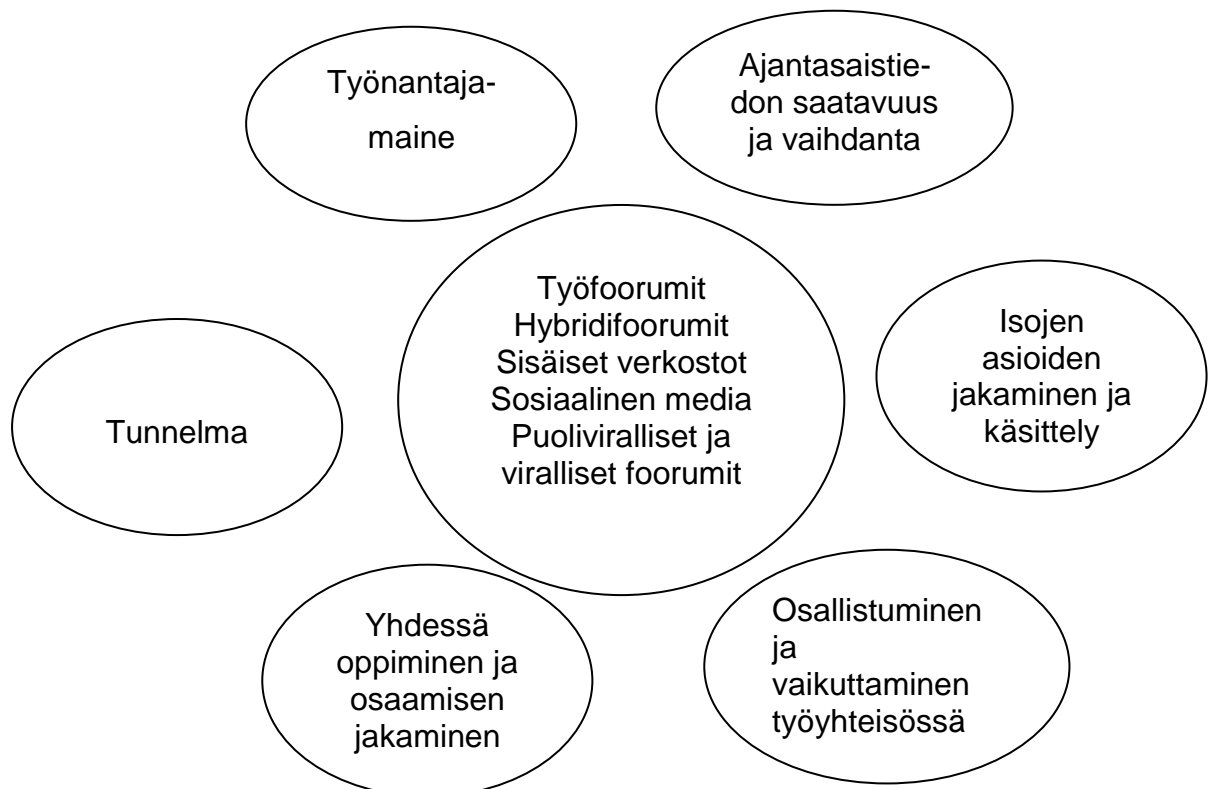 Työnantaja-
maine
Ajantasaistie-
don saatavuus
ja vaihdanta
Työfoorumit
Hybridifoorumit
Sisäiset verkostot
Sosiaalinen media
Puoliviralliset ja
viralliset foorumit
Isojen
asioiden
jakaminen ja
käsittely
Tunnelma
Yhdessä
oppiminen ja
osaamisen
jakaminen
Osallistuminen
ja
vaikuttaminen
työyhteisössä